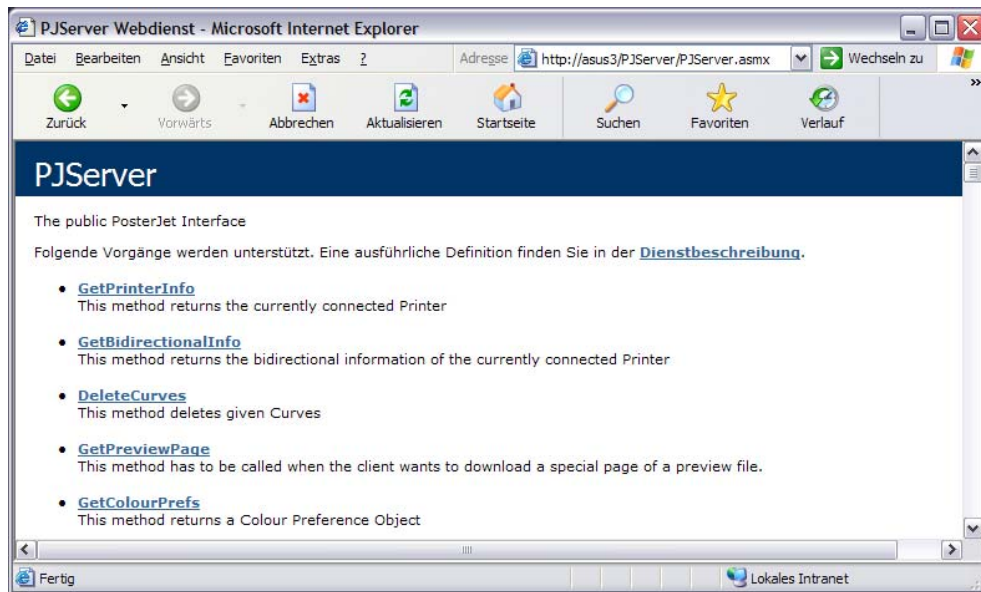 PJServer Webdienst - Microsoft Internet Explorer
Datei Bearbeiten Ansicht Favoriten Extras ? Adresse http://asus3/PJServer/PJServer.asmx Wechseln zu
Zurück Vorwärts Abbrechen Aktualisieren Startseite Suchen Favoriten Verlauf
PJServer
The public PosterJet Interface
Folgende Vorgänge werden unterstützt. Eine ausführliche Definition finden Sie in der Dienstbeschreibung.
• GetPrinterInfo
This method returns the currently connected Printer
• GetBidirectionalInfo
This method returns the bidirectional information of the currently connected Printer
• DeleteCurves
This method deletes given Curves
• GetPreviewPage
This method has to be called when the client wants to download a special page of a preview file.
• GetColourPrefs
This method returns a Colour Preference Object
Fertig Lokales Intranet